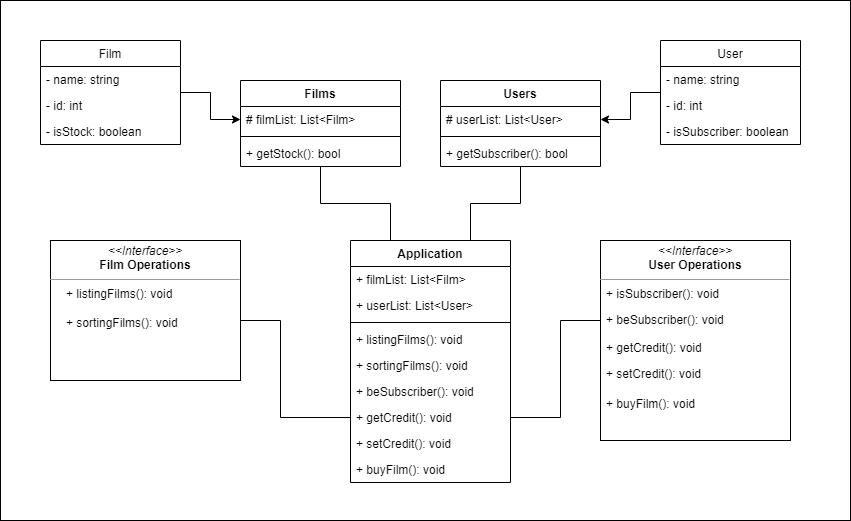 Film
- name: string
- id: int
- isStock: boolean
Films
# filmList: List<Film>
+ getStock(): bool
Users
# userList: List<User>
+ getSubscriber(): bool
User
- name: string
- id: int
- isSubscriber: boolean
<<Interface>>
Film Operations
+ listingFilms(): void
+ sortingFilms(): void
Application
+ filmList: List<Film>
+ userList: List<User>
+ listingFilms(): void
+ sortingFilms(): void
+ beSubscriber(): void
+ getCredit(): void
+ setCredit(): void
+ buyFilm(): void
<<Interface>>
User Operations
+ isSubscriber(): void
+ beSubscriber(): void
+ getCredit(): void
+ setCredit(): void
+ buyFilm(): void